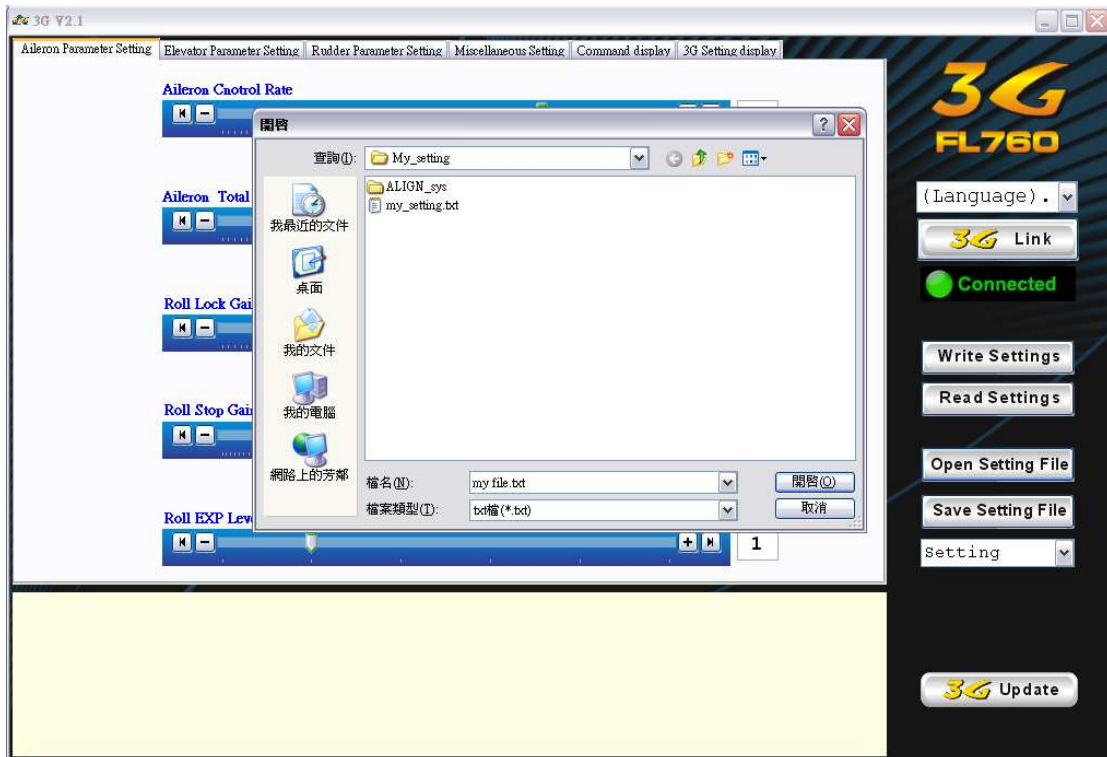 3G V2.1
Aileron Parameter Setting
Elevator Parameter Setting
Rudder Parameter Setting
Miscellaneous Setting
Command display
3G Setting display
Aileron Cnotrol Rate
Aileron Total
Roll Lock Gai
Roll Stop Gai
Roll EXP Lev
1
開啓
查詢(I):
My_setting
ALIGN_sys
my_setting.txt
我最近的文件
桌面
我的文件
我的電腦
網路上的芳鄰
檔名(N):
my file.txt
開啓(O)
檔案類型(T):
txt檔(*.txt)
取消
3G
FL760
(Language).
3G Link
Connected
Write Settings
Read Settings
Open Setting File
Save Setting File
Setting
3G Update